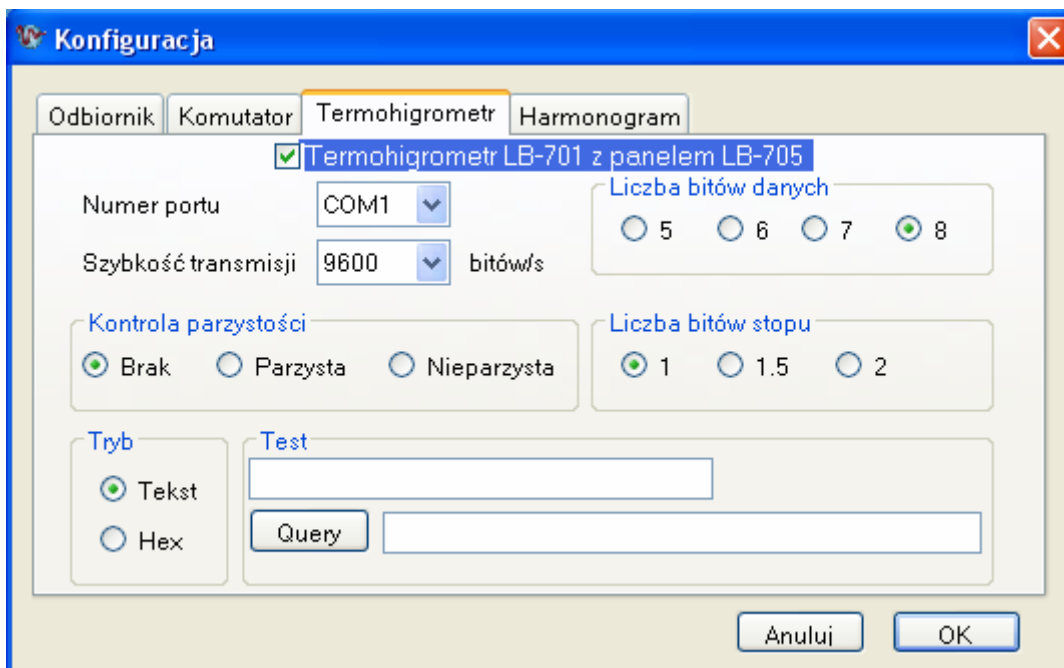 Konfiguracja
Odbiornik Komutator Termohigrometr Harmonogram
Termohigrometr LB-701 z panelem LB-705
Numer portu COM1
Liczba bitów danych
5 6 7 8
Szybkość transmisji 9600 bitów/s
Kontrola parzystości
Brak Parzysta Nieparzysta
Liczba bitów stopu
1 1.5 2
Tryb
Tekst
Hex
Test
Query
Anuluj OK